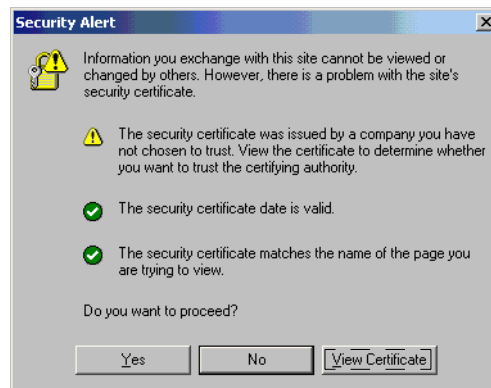 Security Alert
Information you exchange with this site cannot be viewed or
changed by others. However, there is a problem with the site's
security certificate.
The security certificate was issued by a company you have
not chosen to trust. View the certificate to determine whether
you want to trust the certifying authority.
The security certificate date is valid.
The security certificate matches the name of the page you
are trying to view.
Do you want to proceed?
Yes No View Certificate